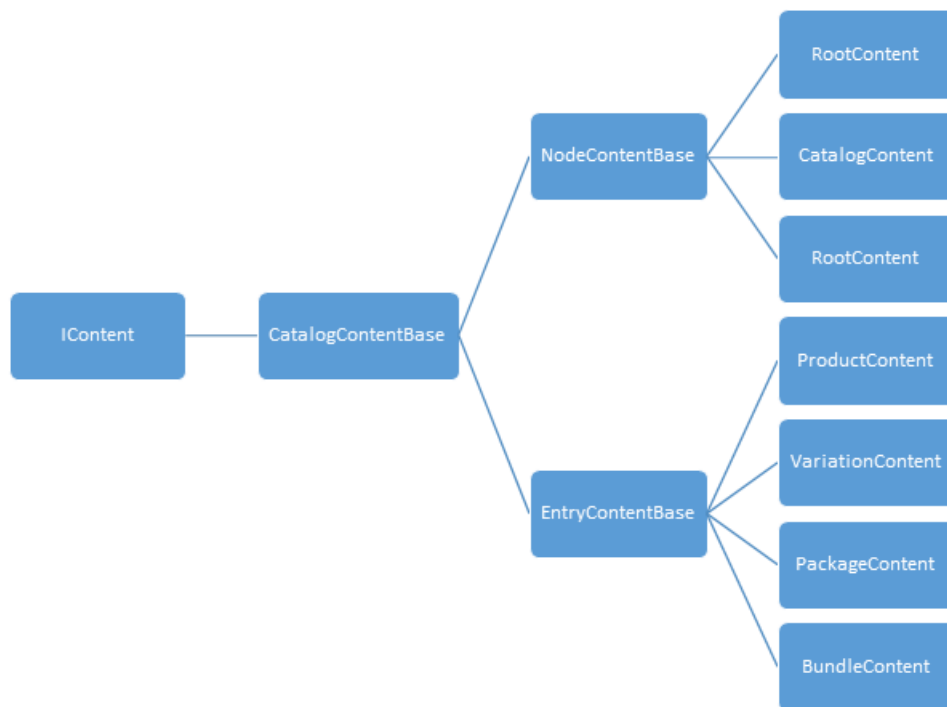 RootContent
NodeContentBase
CatalogContent
RootContent
IContent
CatalogContentBase
ProductContent
VariationContent
EntryContentBase
PackageContent
BundleContent